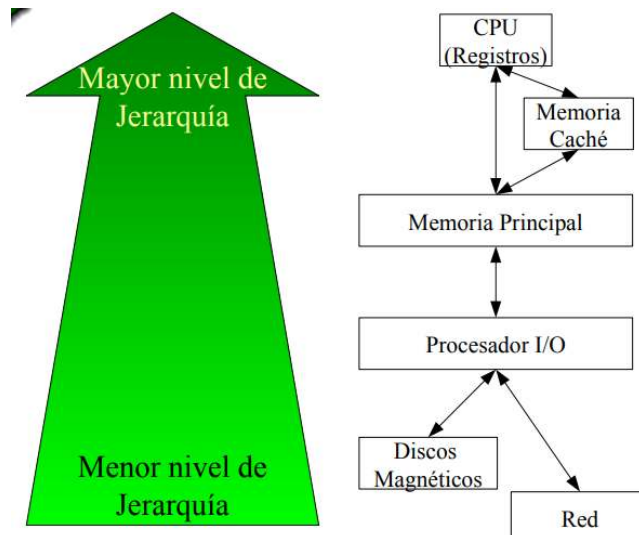 Mayor nivel de
Jerarquía
Menor nivel de
Jerarquía
CPU
(Registros)
Memoria
Caché
Memoria Principal
Procesador I/O
Discos
Magnéticos
Red